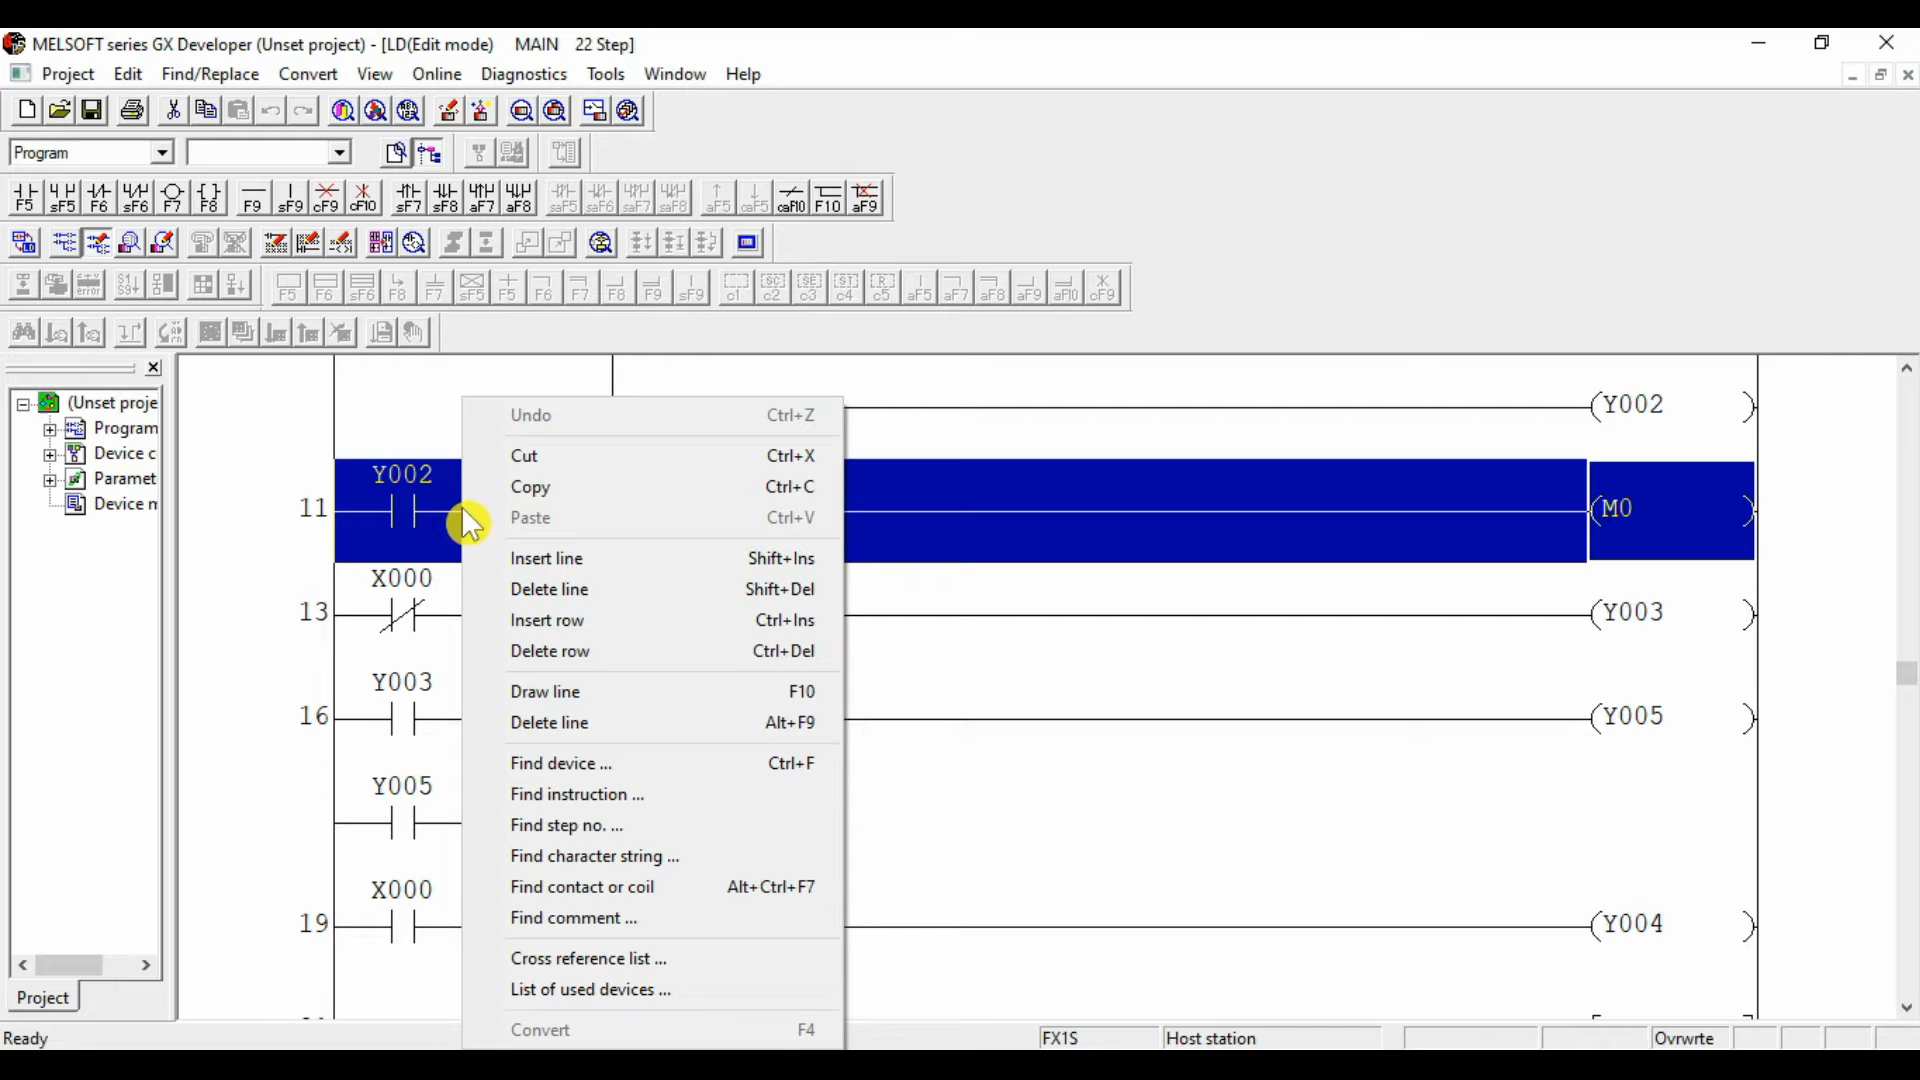 MELSOFT series GX Developer (Unset project) - [LD(Edit mode) MAIN 22 Step]
Project Edit Find/Replace Convert View Online Diagnostics Tools Window Help
Program
F5 sF5 F6 sF6 F7 F8 F9 sF9 cF9 cF10 sF7 sF8 aF7 aF8 saF5 saF6 saF7 saF8 aF5 caF5 caF10 F10 aF9
error F5 F6 sF6 F8 F7 sF5 F5 F6 F7 F8 F9 sF9 c1 c2 c3 c4 c5 aF5 aF7 aF8 aF9 aF10 cF9
(Unset proje
Program
Device c
Paramet
Device m
Project
Y002
11 Y002 M0
13 X000 Y003
16 Y003 Y005
Y005
19 X000 Y004
Undo Ctrl+Z
Cut Ctrl+X
Copy Ctrl+C
Paste Ctrl+V
Insert line Shift+Ins
Delete line Shift+Del
Insert row Ctrl+Ins
Delete row Ctrl+Del
Draw line F10
Delete line Alt+F9
Find device ... Ctrl+F
Find instruction ...
Find step no. ...
Find character string ...
Find contact or coil Alt+Ctrl+F7
Find comment ...
Cross reference list ...
List of used devices ...
Convert F4
Ready FX1S Host station Ovrwrte